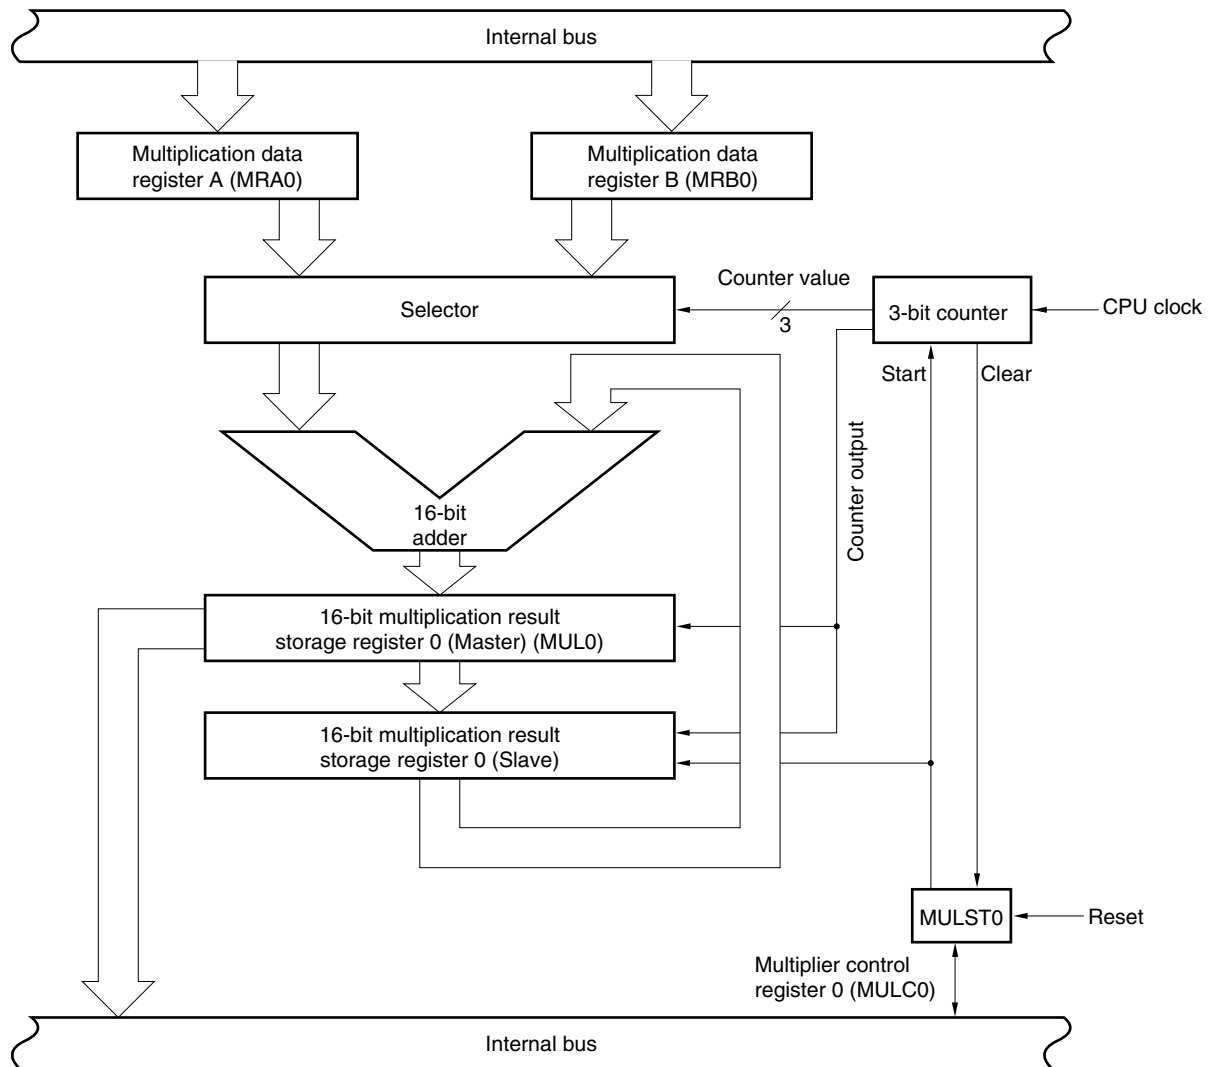 Internal bus
Multiplication data
register A (MRA0)
Multiplication data
register B (MRB0)
Selector
Counter value
3
3-bit counter
CPU clock
Start
Clear
Counter output
16-bit
adder
16-bit multiplication result
storage register 0 (Master) (MUL0)
16-bit multiplication result
storage register 0 (Slave)
MULST0
Reset
Multiplier control
register 0 (MULC0)
Internal bus